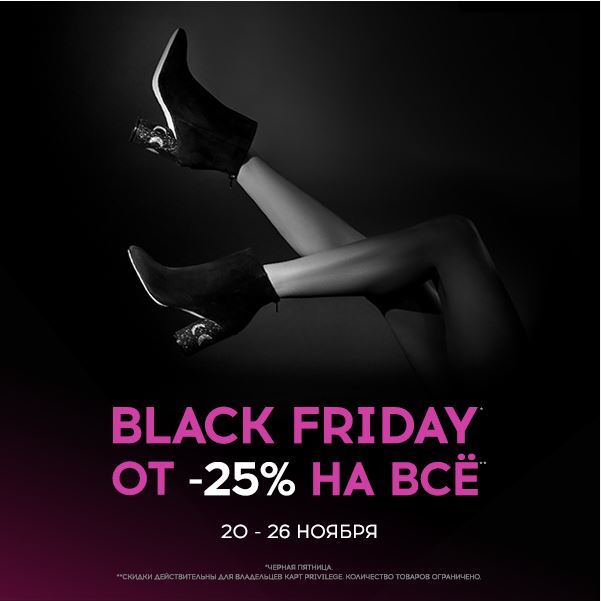 BLACK FRIDAY*
ОТ -25% НА ВСЁ**
20 - 26 НОЯБРЯ
*ЧЕРНАЯ ПЯТНИЦА.
**СКИДКИ ДЕЙСТВИТЕЛЬНЫ ДЛЯ ВЛАДЕЛЬЦЕВ КАРТ PRIVILEGE. КОЛИЧЕСТВО ТОВАРОВ ОГРАНИЧЕНО.